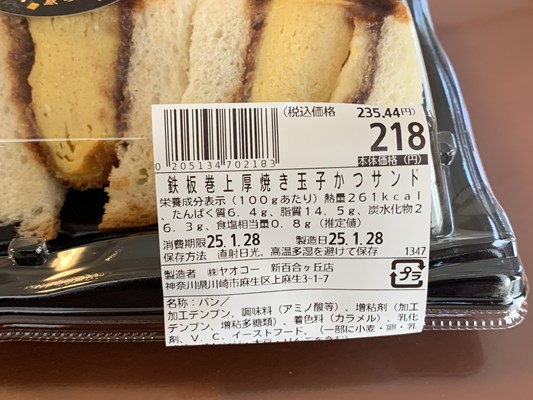 (税込価格 235.44円)
218
本体価格(円)
0205134702183
鉄板巻上厚焼き玉子かつサンド
栄養成分表示(100gあたり)熱量261kcal
、たんぱく質6.4g、脂質14.5g、炭水化物2
6.3g、食塩相当量0.8g(推定値)
消費期限25.1.28 製造日25.1.28
保存方法 直射日光、高温多湿を避けて保存 1347
製造者 ㈱ヤオコー 新百合ヶ丘店
神奈川県川崎市麻生区上麻生3-1-7
プラ
名称:パン/
加工デンプン、調味料(アミノ酸等)、増粘剤(加工
デンプン、増粘多糖類)、着色料(カラメル)、乳化
剤、V.C、イーストフード、(一部に小麦・卵・乳